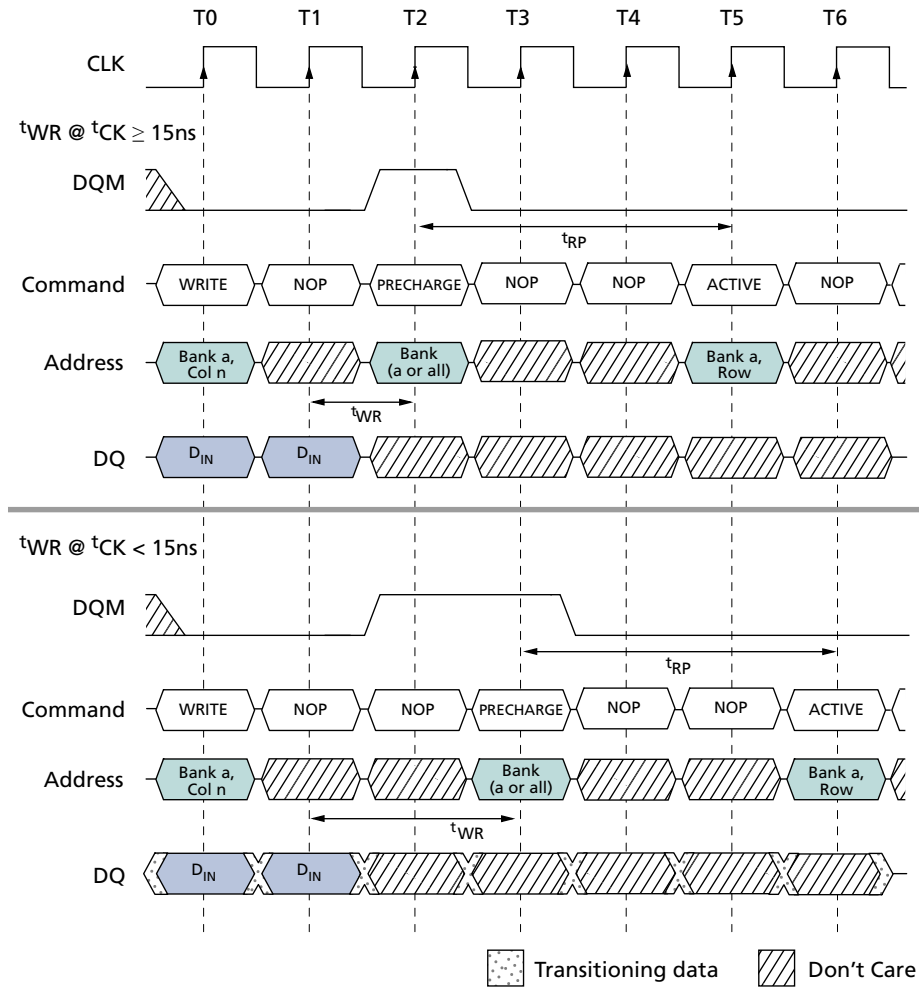 T0 T1 T2 T3 T4 T5 T6
CLK
tWR @ tCK ≥ 15ns
DQM
tRP
Command WRITE NOP PRECHARGE NOP NOP ACTIVE NOP
Address Bank a, Col n Bank (a or all) Bank a, Row
tWR
DQ DIN DIN
tWR @ tCK < 15ns
DQM
tRP
Command WRITE NOP NOP PRECHARGE NOP NOP ACTIVE
Address Bank a, Col n Bank (a or all) Bank a, Row
tWR
DQ DIN DIN
Transitioning data Don't Care